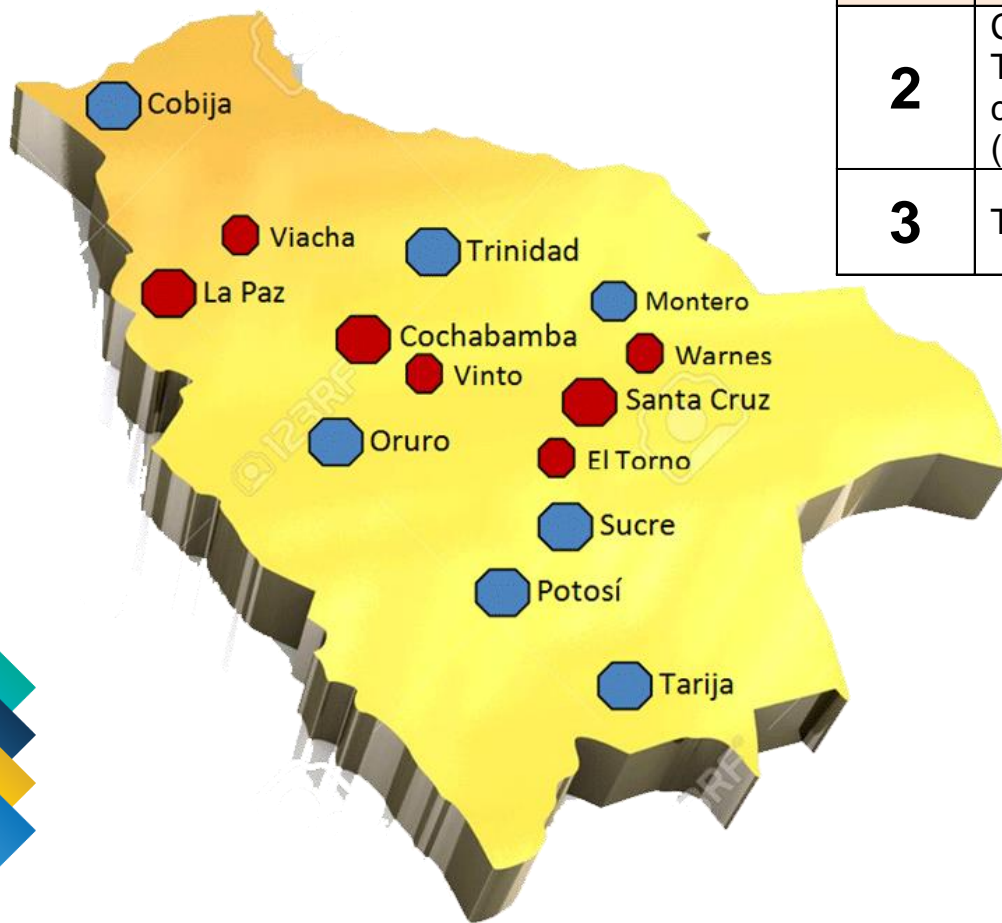 Cobija
Viacha
Trinidad
La Paz
Montero
Cochabamba
Warnes
Vinto
Santa Cruz
Oruro
El Torno
Sucre
Potosí
Tarija
2
3
T
123RF